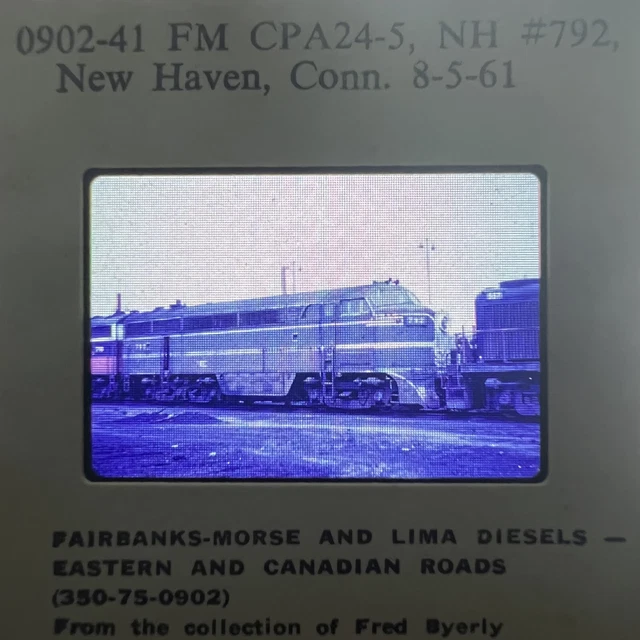 0902-41 FM CPA24-5, NH #792,
New Haven, Conn. 8-5-61
FAIRBANKS-MORSE AND LIMA DIESELS —
EASTERN AND CANADIAN ROADS
(350-75-0902)
From the collection of Fred Byerly